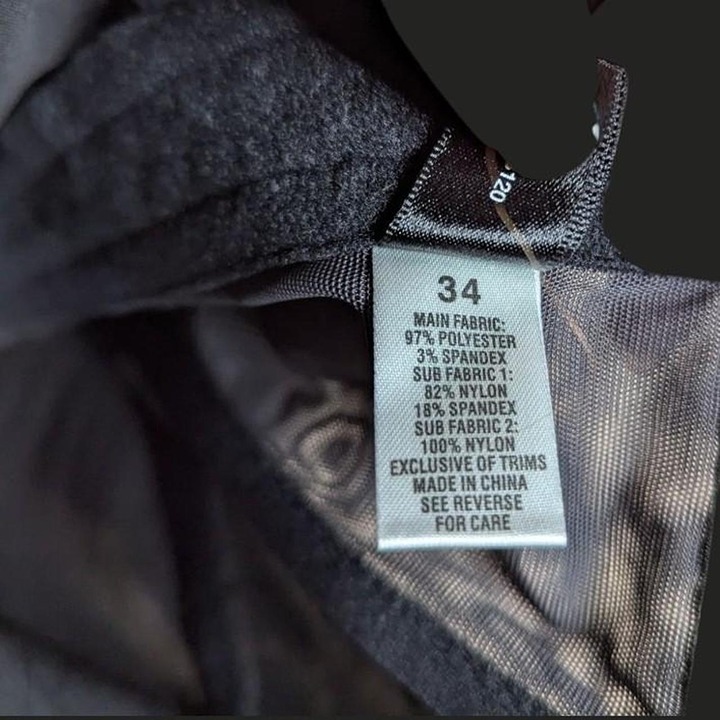 120
34
MAIN FABRIC:
97% POLYESTER
3% SPANDEX
SUB FABRIC 1:
82% NYLON
18% SPANDEX
SUB FABRIC 2:
100% NYLON
EXCLUSIVE OF TRIMS
MADE IN CHINA
SEE REVERSE
FOR CARE